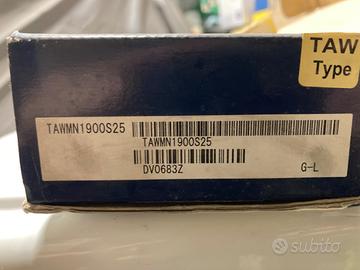 TAW
Type
TAWMN1900S25
TAWMN1900S25
DV0683Z G-L
subito